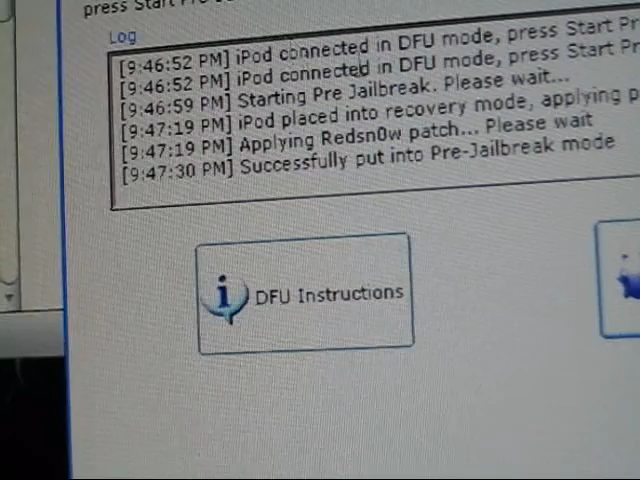 press Start Pre
Log
[9:46:52 PM] iPod connected in DFU mode, press Start Pr
[9:46:52 PM] iPod connected in DFU mode, press Start Pr
[9:46:59 PM] Starting Pre Jailbreak. Please wait...
[9:47:19 PM] iPod placed into recovery mode, applying p
[9:47:19 PM] Applying Redsn0w patch... Please wait
[9:47:30 PM] Successfully put into Pre-Jailbreak mode
DFU Instructions